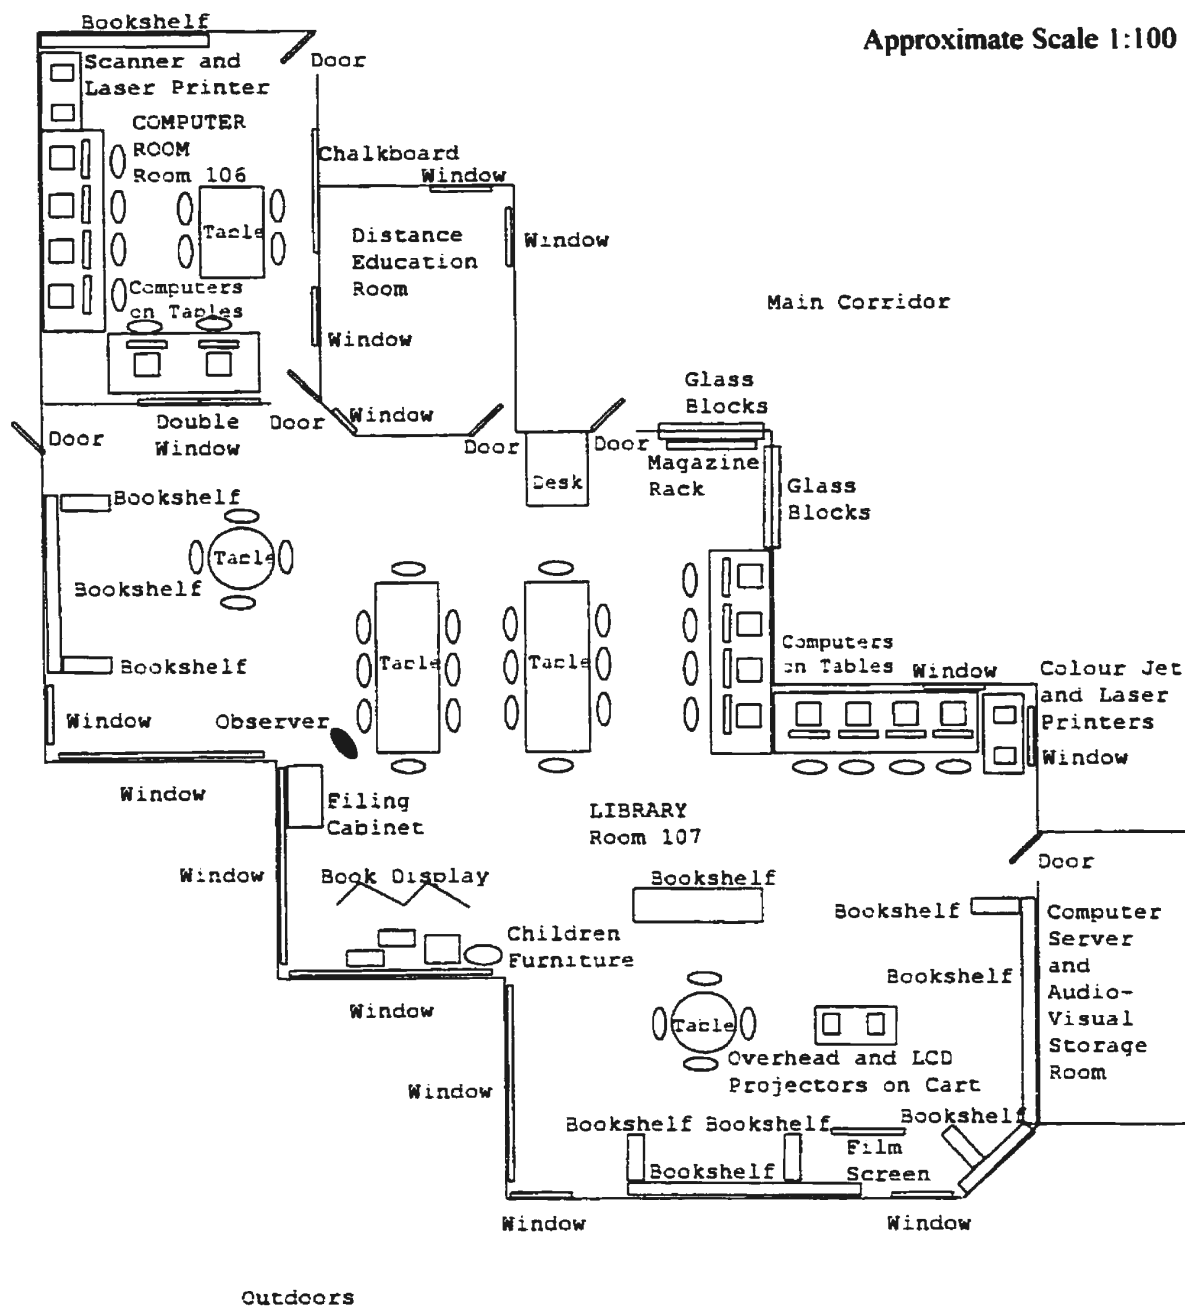 Bookshelf
Approximate Scale 1:100
Scanner and
Laser Printer
Door
COMPUTER
ROOM
Room 106
Chalkboard
Window
Table
Distance
Education
Room
Window
Computers
on Tables
Main Corridor
Window
Glass
Blocks
Window
Door
Double
Window
Door
Door
Door
Magazine
Rack
Desk
Glass
Blocks
Bookshelf
Table
Bookshelf
Computers
on Tables
Table
Table
Bookshelf
Window
Colour Jet
and Laser
Printers
Window
Observer
Window
Window
Filing
Cabinet
LIBRARY
Room 107
Door
Window
Book Display
Bookshelf
Bookshelf
Computer
Server
and
Audio-
Visual
Storage
Room
Children
Furniture
Bookshelf
Window
Table
Overhead and LCD
Projectors on Cart
Window
Bookshelf
Bookshelf
Bookshelf
Film
Screen
Bookshelf
Window
Window
Outdoors